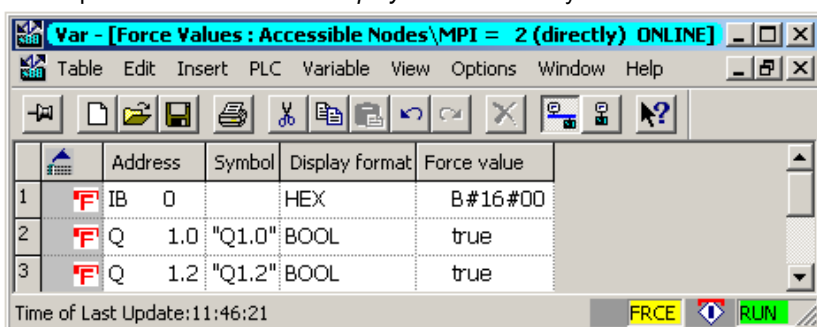 Var - [Force Values : Accessible Nodes\MPI = 2 (directly) ONLINE]
Table Edit Insert PLC Variable View Options Window Help
Address Symbol Display format Force value
1 F IB 0 HEX B#16#00
2 F Q 1.0 "Q1.0" BOOL true
3 F Q 1.2 "Q1.2" BOOL true
Time of Last Update:11:46:21 FRCE RUN